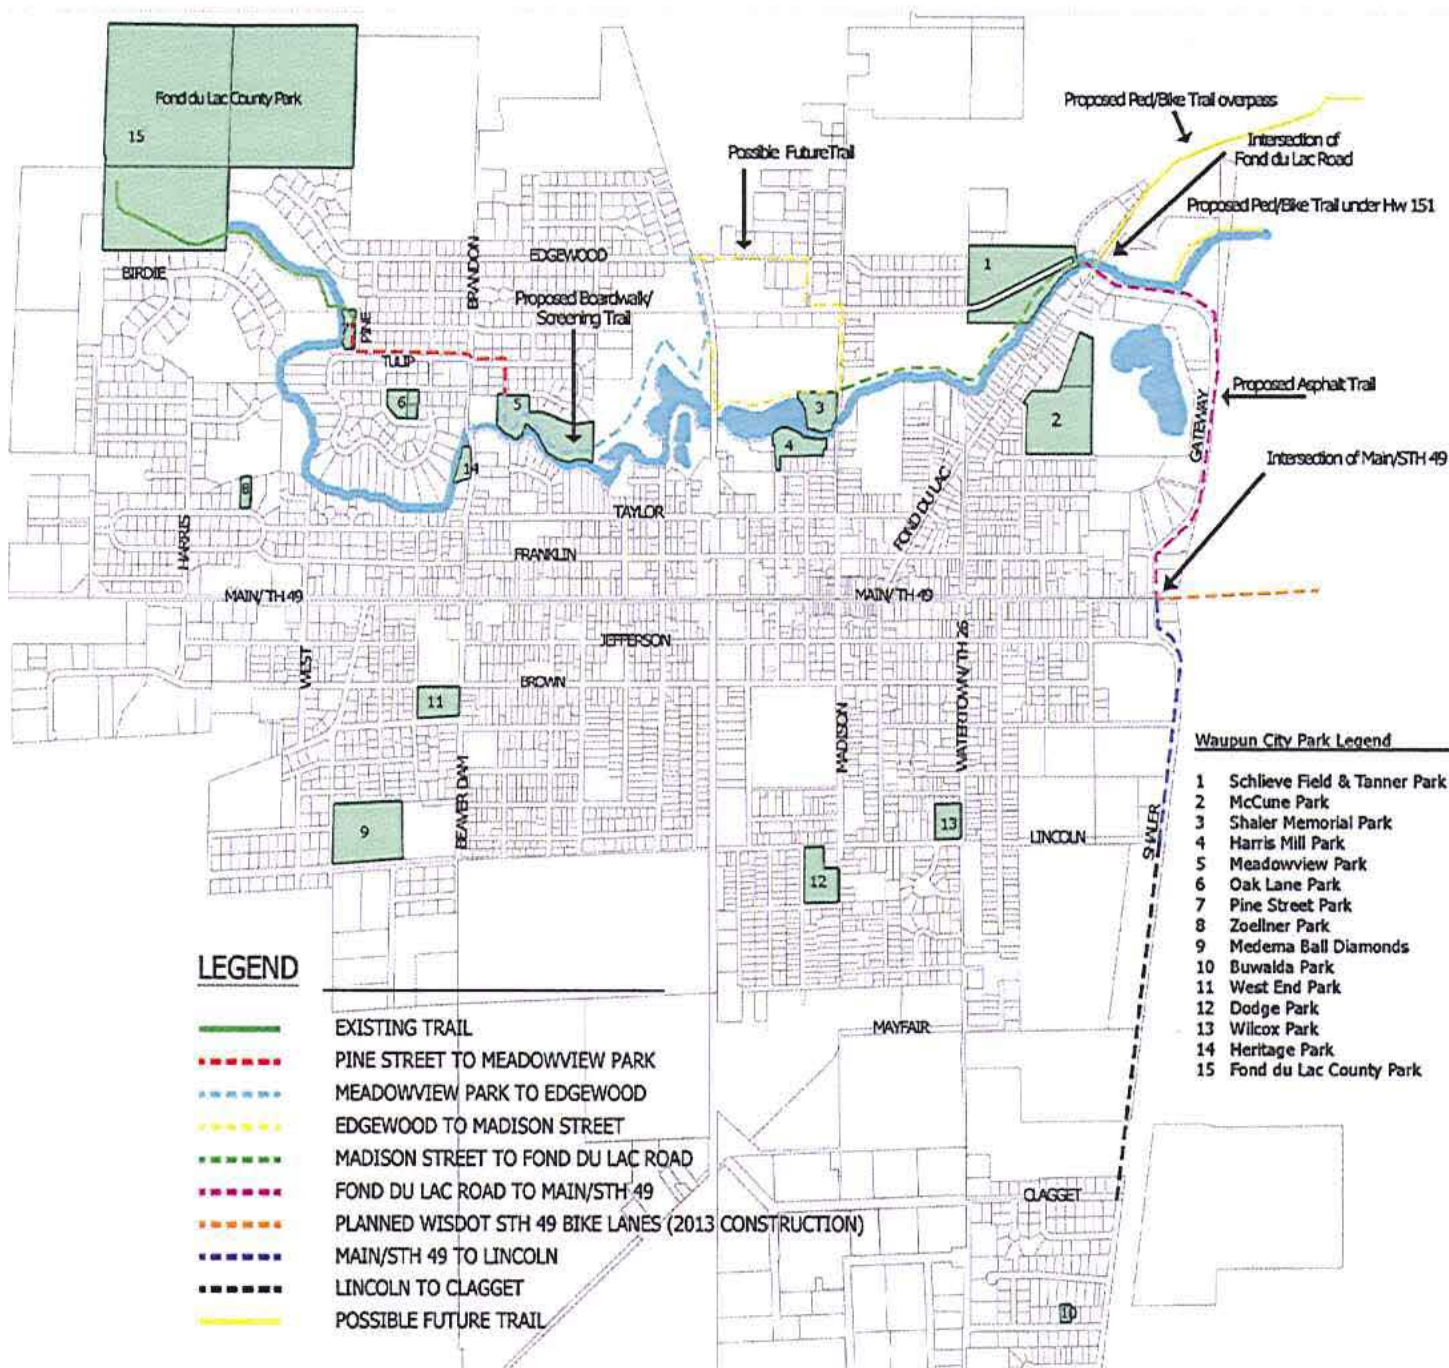 Fond du Lac County Park
15
Proposed Ped/Bike Trail overpass
Intersection of
Fond du Lac Road
Possible Future Trail
Proposed Ped/Bike Trail under Hw 151
EDGEWOOD
BIRDIE
BRANDON
1
Proposed Boardwalk/
Screening Trail
PINE
TULIP
Proposed Asphalt Trail
6
5
3
2
4
GATEWAY
Intersection of Main/STH 49
14
8
TAYLOR
FOND DU LAC
HARRIS
FRANKLIN
MAIN/TH 49
MAIN/TH 49
JEFFERSON
WEST
BROWN
WATERTOWN/TH 26
11
MADISON
BEAVER DAM
9
13
LINCOLN
SHALER
12
Waupun City Park Legend
1 Schlieve Field & Tanner Park
2 McCune Park
3 Shaler Memorial Park
4 Harris Mill Park
5 Meadowview Park
6 Oak Lane Park
7 Pine Street Park
8 Zoellner Park
9 Medema Ball Diamonds
10 Buwalda Park
11 West End Park
12 Dodge Park
13 Wilcox Park
14 Heritage Park
15 Fond du Lac County Park
MAYFAIR
CLAGGET
10
LEGEND
EXISTING TRAIL
PINE STREET TO MEADOWVIEW PARK
MEADOWVIEW PARK TO EDGEWOOD
EDGEWOOD TO MADISON STREET
MADISON STREET TO FOND DU LAC ROAD
FOND DU LAC ROAD TO MAIN/STH 49
PLANNED WISDOT STH 49 BIKE LANES (2013 CONSTRUCTION)
MAIN/STH 49 TO LINCOLN
LINCOLN TO CLAGGET
POSSIBLE FUTURE TRAIL